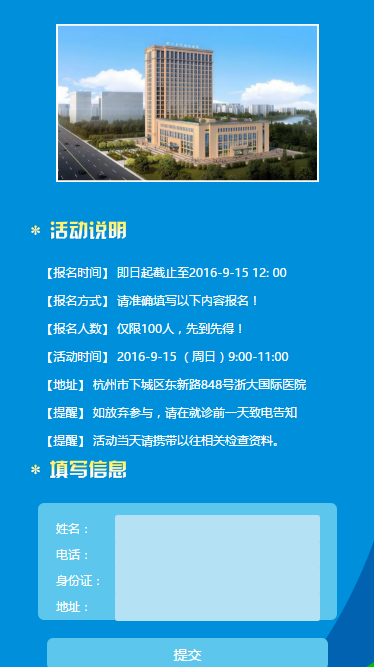 * 活动说明
【报名时间】 即日起截止至2016-9-15 12: 00
【报名方式】 请准确填写以下内容报名！
【报名人数】 仅限100人，先到先得！
【活动时间】 2016-9-15 （ 周日 ) 9:00-11:00
【地址】 杭州市下城区东新路848号浙大国际医院
【提醒】 如放弃参与，请在就诊前一天致电告知
【提醒】 活动当天请携带以往相关检查资料。
* 填写信息
姓名：
电话：
身份证：
地址：
提交